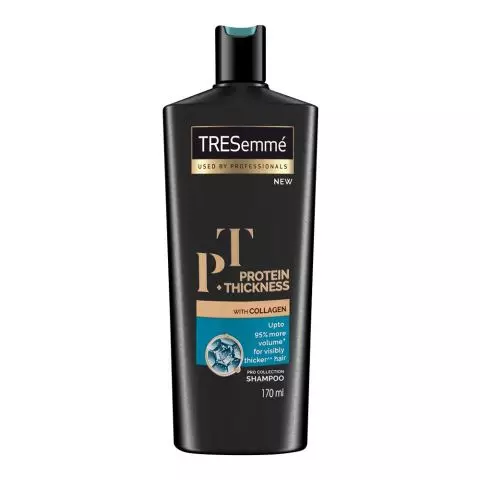 TRESemmé
USED BY PROFESSIONALS
NEW
PT
PROTEIN
+ THICKNESS
WITH COLLAGEN
Upto
95% more
volume*
for visibly
thicker** hair
PRO COLLECTION
SHAMPOO
170 ml